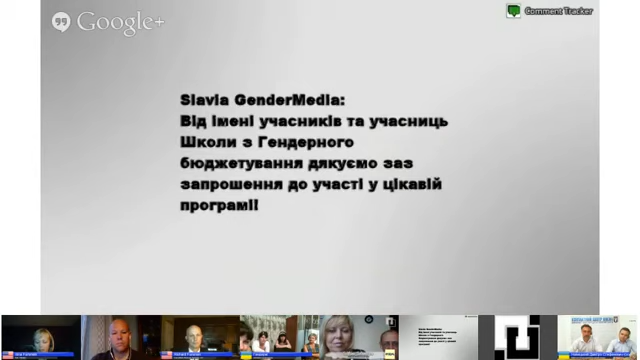 Google+
Comment Tracker
Slavia GenderMedia:
Від імені учасників та учасниць
Школи з Гендерного
бюджетування дякуємо заз
запрошення до участі у цікавій
програмі!